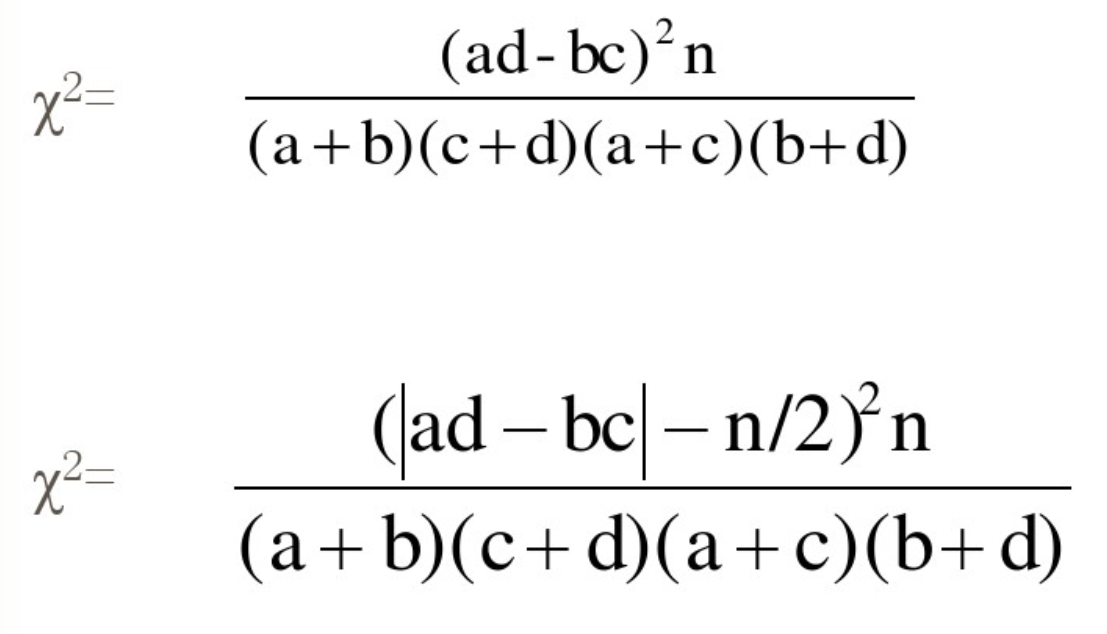 χ²= (ad- bc)² n
(a+b)(c+d)(a+c)(b+d)
χ²= (|ad – bc| – n/2)² n
(a+b)(c+d)(a+c)(b+d)